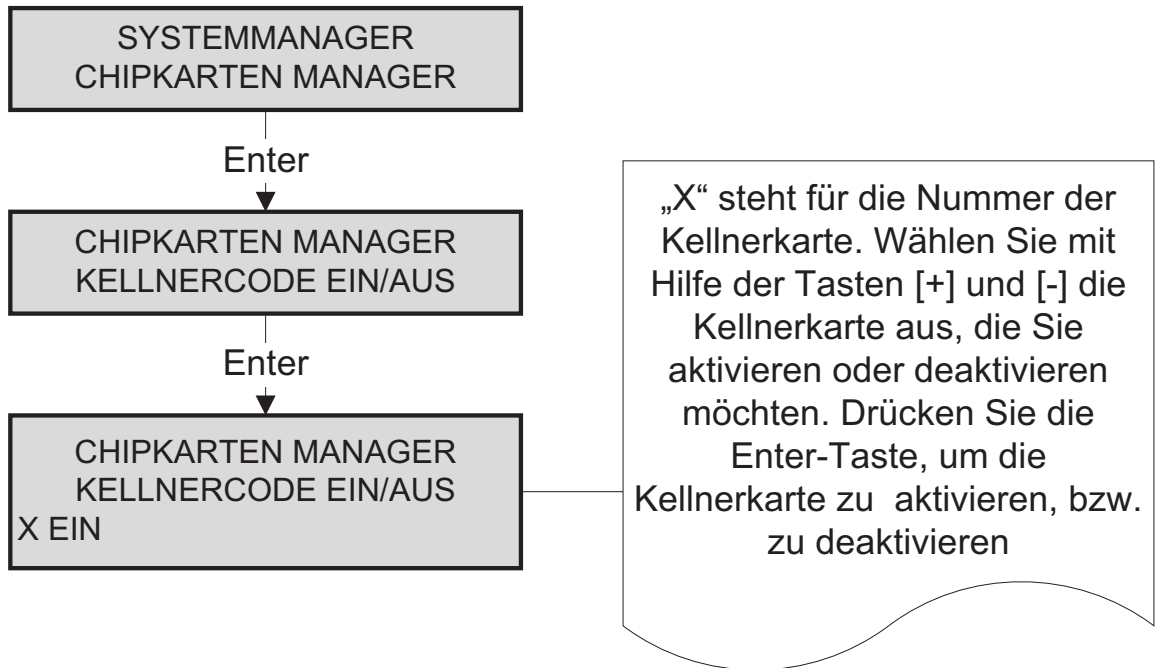 SYSTEMMANAGER
CHIPKARTEN MANAGER
Enter
CHIPKARTEN MANAGER
KELLNERCODE EIN/AUS
Enter
CHIPKARTEN MANAGER
KELLNERCODE EIN/AUS
X EIN
„X“ steht für die Nummer der
Kellnerkarte. Wählen Sie mit
Hilfe der Tasten [+] und [-] die
Kellnerkarte aus, die Sie
aktivieren oder deaktivieren
möchten. Drücken Sie die
Enter-Taste, um die
Kellnerkarte zu  aktivieren, bzw.
zu deaktivieren